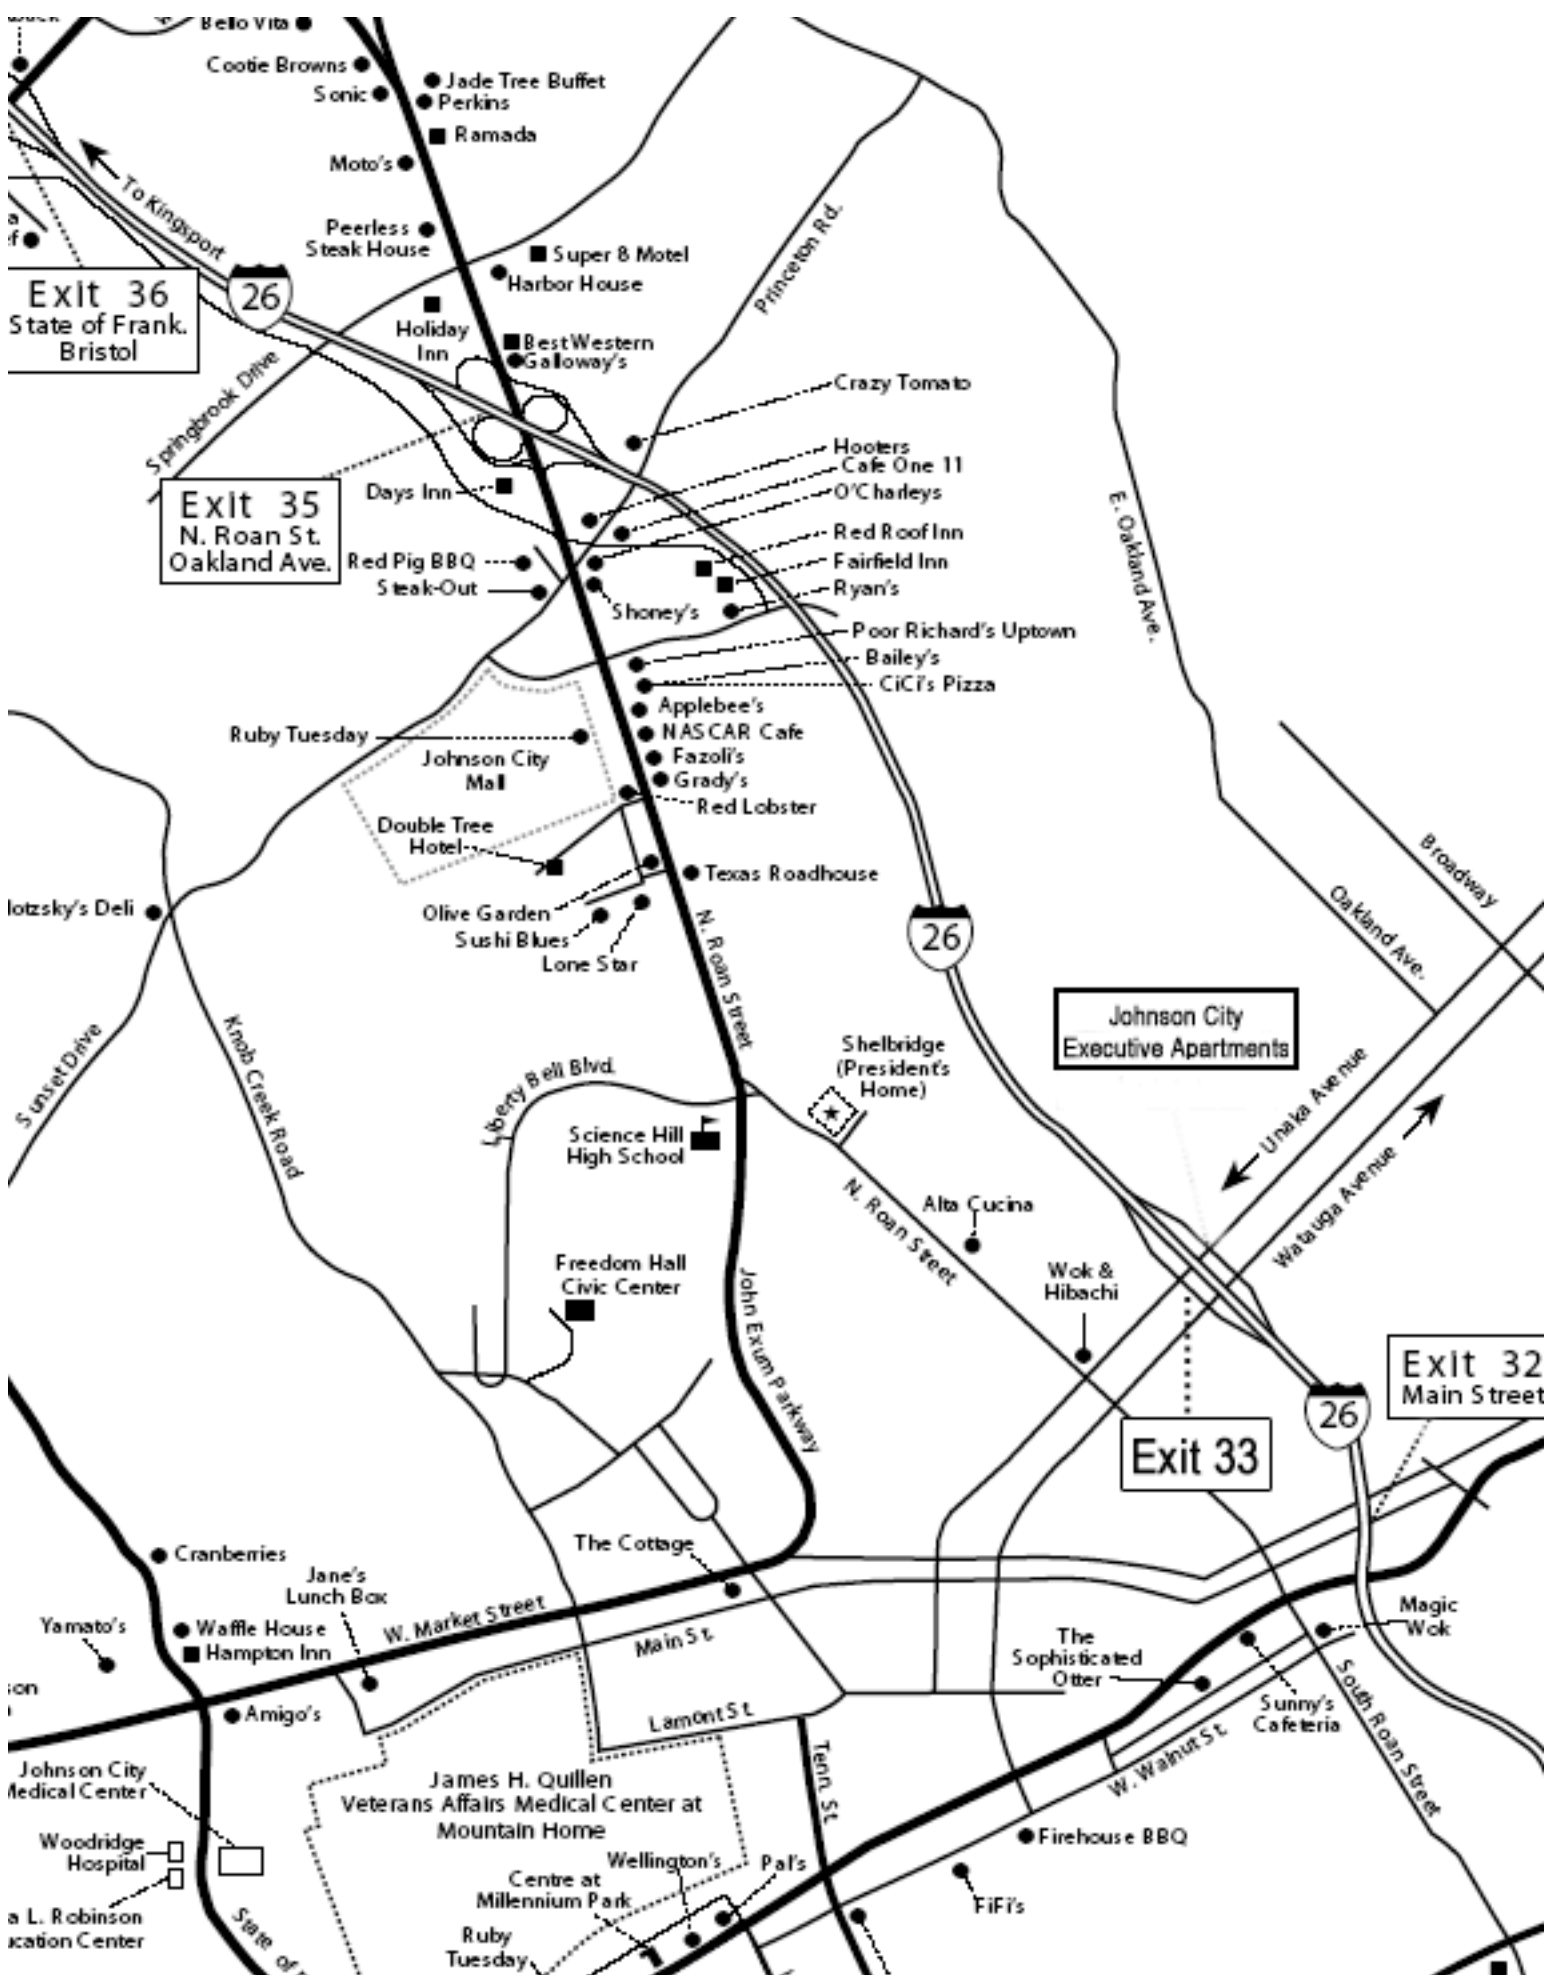 Bello Vita
Cootie Browns
Sonic
Jade Tree Buffet
Perkins
Ramada
Moto's
To Kingsport
Peerless
Steak House
Super 8 Motel
Harbor House
Princeton Rd.
Exit 36
State of Frank.
Bristol
26
Holiday
Inn
Best Western
Galloway's
Springbrook Drive
Crazy Tomato
Hooters
Cafe One 11
O'Charleys
Exit 35
N. Roan St.
Oakland Ave.
Days Inn
Red Roof Inn
Fairfield Inn
Ryan's
Red Pig BBQ
Steak-Out
Shoney's
E. Oakland Ave.
Poor Richard's Uptown
Bailey's
CiCi's Pizza
Applebee's
NASCAR Cafe
Fazoli's
Grady's
Red Lobster
Ruby Tuesday
Johnson City
Mall
Double Tree
Hotel
Texas Roadhouse
Broadway
Oakland Ave.
lotzsky's Deli
Olive Garden
Sushi Blues
Lone Star
N. Roan Street
26
Johnson City
Executive Apartments
Sunset Drive
Knob Creek Road
Liberty Bell Blvd.
Shelbridge
(President's
Home)
Science Hill
High School
Unaka Avenue
Watauga Avenue
N. Roan Street
Alta Cucina
Freedom Hall
Civic Center
John Exum Parkway
Wok &
Hibachi
Exit 32
Main Street
26
Exit 33
Cranberries
Jane's
Lunch Box
The Cottage
Yamato's
Waffle House
Hampton Inn
W. Market Street
Main St.
The
Sophisticated
Otter
Magic
Wok
son
Amigo's
Lamont St.
Sunny's
Cafeteria
South Roan Street
W. Walnut St.
Tenn. St.
Johnson City
Medical Center
James H. Quillen
Veterans Affairs Medical Center at
Mountain Home
Woodridge
Hospital
Firehouse BBQ
Wellington's
Pal's
Centre at
Millennium Park
FiFi's
a L. Robinson
ucation Center
State of
Ruby
Tuesday